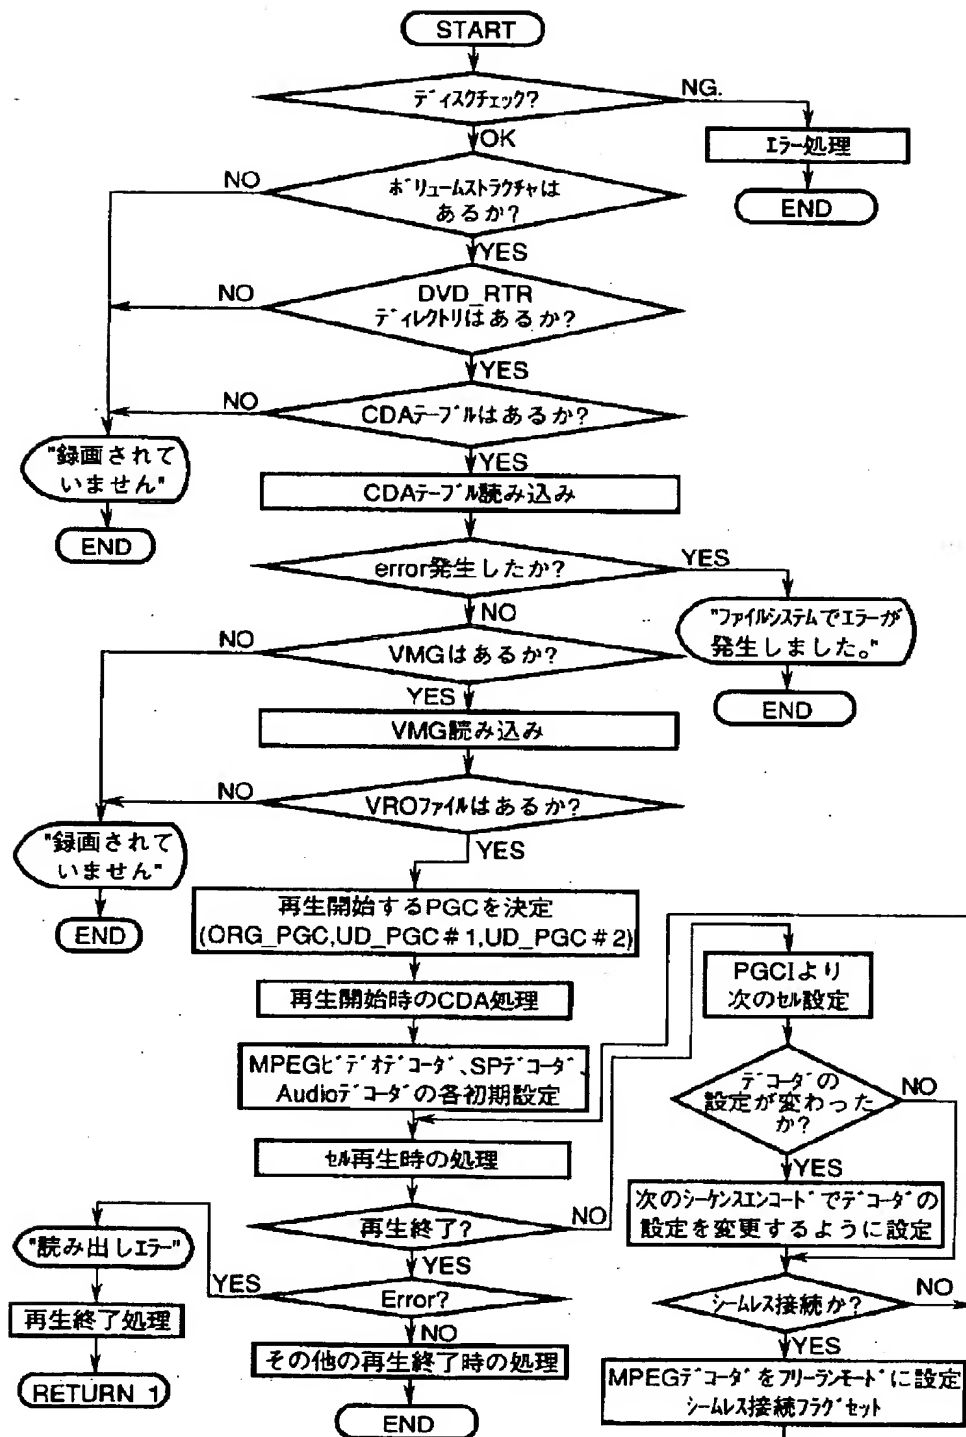 START
ディスクチェック?
NG.
OK
エラー処理
END
ボリュームストラクチャは
あるか?
NO
YES
DVD_RTR
ディレクトリはあるか?
NO
YES
CDAテーブルはあるか?
NO
YES
"録画されて
いません"
END
CDAテーブル読み込み
error発生したか?
YES
NO
"ファイルシステムでエラーが
発生しました。"
END
VMGはあるか?
NO
YES
VMG読み込み
VROファイルはあるか?
NO
YES
"録画されて
いません"
END
再生開始するPGCを決定
(ORG_PGC,UD_PGC#1,UD_PGC#2)
再生開始時のCDA処理
MPEGビデオデコーダ、SPデコーダ、
Audioデコーダの各初期設定
セル再生時の処理
再生終了?
NO
YES
Error?
YES
NO
"読み出しエラー"
再生終了処理
RETURN 1
その他の再生終了時の処理
END
PGCIより
次のセル設定
デコーダの
設定が変わった
か?
NO
YES
次のシーケンスエンコードでデコーダの
設定を変更するように設定
シームレス接続か?
NO
YES
MPEGデコーダをフリーランモードに設定
シームレス接続フラグセット